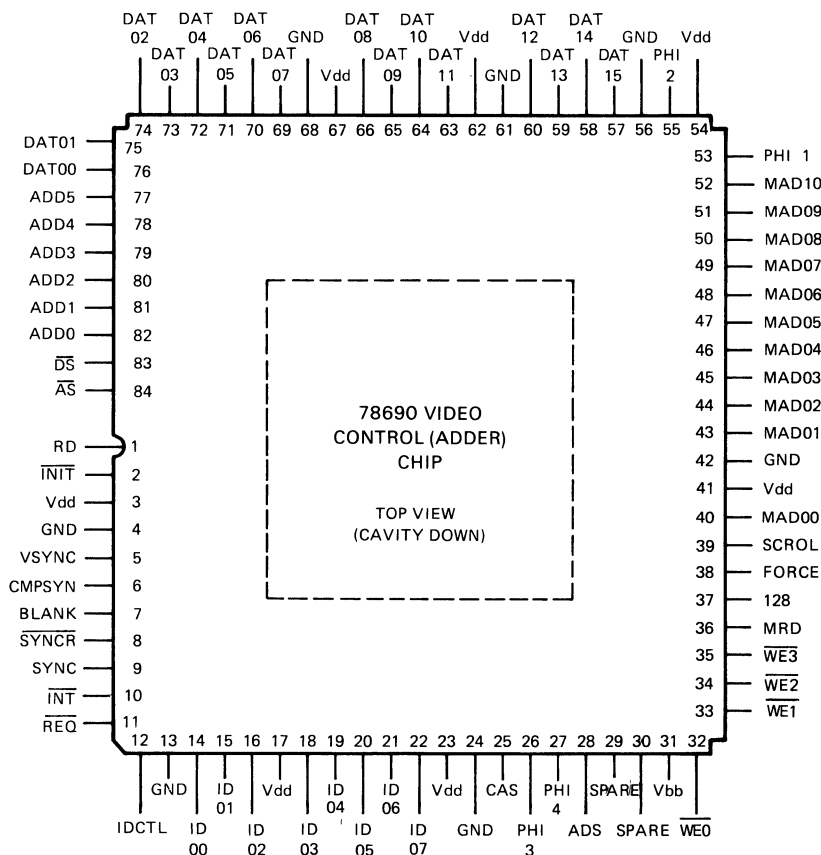 DAT DAT DAT DAT DAT DAT DAT
02 04 06 GND 08 10 Vdd 12 14 GND Vdd
DAT DAT DAT DAT DAT DAT DAT PHI
03 05 07 Vdd 09 11 GND 13 15 2
74 73 72 71 70 69 68 67 66 65 64 63 62 61 60 59 58 57 56 55 54
DAT01 75
DAT00 76
ADD5 77
ADD4 78
ADD3 79
ADD2 80
ADD1 81
ADD0 82
D̅S̅ 83
A̅S̅ 84
RD 1
I̅N̅I̅T̅ 2
Vdd 3
GND 4
VSYNC 5
CMPSYN 6
BLANK 7
S̅Y̅N̅C̅R̅ 8
SYNC 9
I̅N̅T̅ 10
R̅E̅Q̅ 11
78690 VIDEO
CONTROL (ADDER)
CHIP
TOP VIEW
(CAVITY DOWN)
53 PHI 1
52 MAD10
51 MAD09
50 MAD08
49 MAD07
48 MAD06
47 MAD05
46 MAD04
45 MAD03
44 MAD02
43 MAD01
42 GND
41 Vdd
40 MAD00
39 SCROL
38 FORCE
37 128
36 MRD
35 W̅E̅3̅
34 W̅E̅2̅
33 W̅E̅1̅
12 13 14 15 16 17 18 19 20 21 22 23 24 25 26 27 28 29 30 31 32
GND ID Vdd ID ID Vdd CAS PHI SPARE Vbb
01 04 06 4
IDCTL ID ID ID ID ID GND PHI ADS SPARE W̅E̅0̅
00 02 03 05 07 3